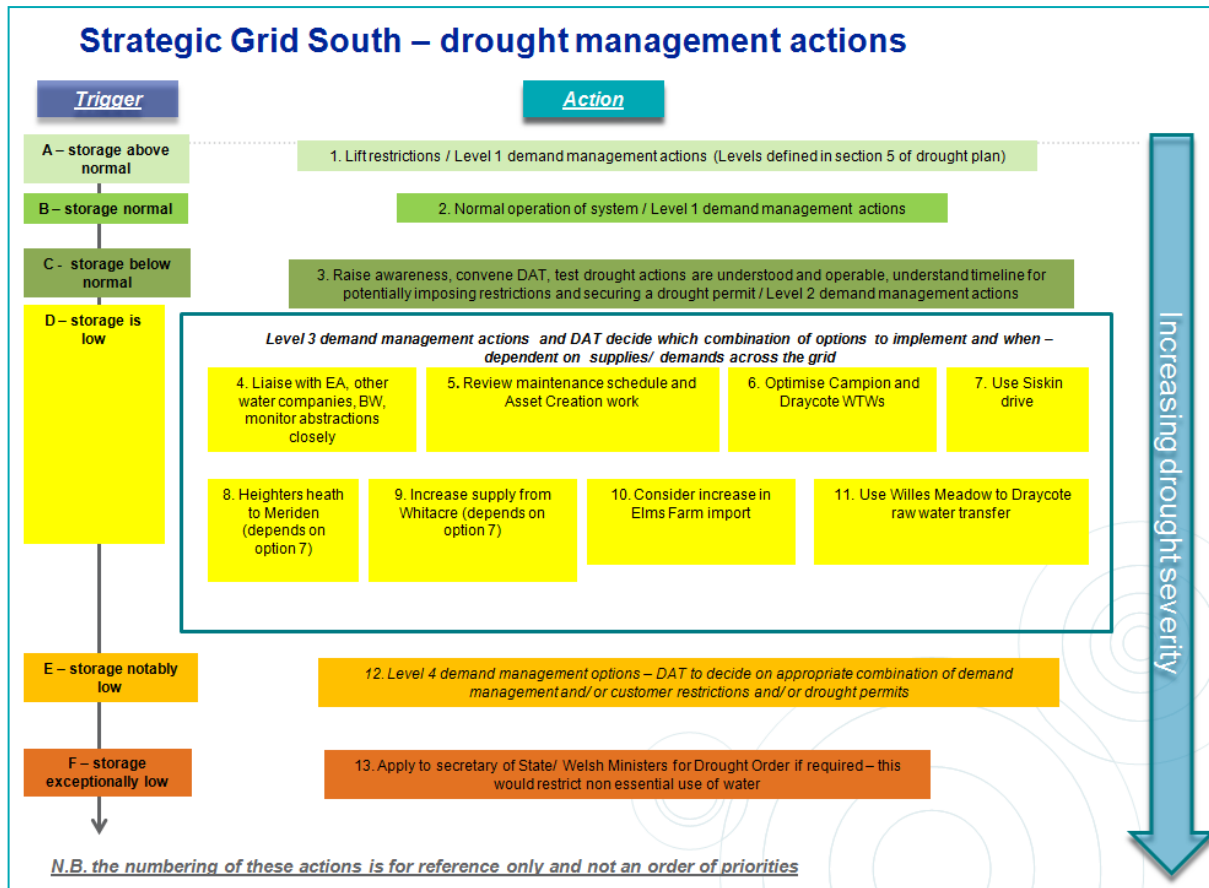 Strategic Grid South – drought management actions
Trigger
Action
A – storage above
normal
1. Lift restrictions / Level 1 demand management actions (Levels defined in section 5 of drought plan)
B – storage normal
2. Normal operation of system / Level 1 demand management actions
C - storage below
normal
3. Raise awareness, convene DAT, test drought actions are understood and operable, understand timeline for
potentially imposing restrictions and securing a drought permit / Level 2 demand management actions
D – storage is
low
Level 3 demand management actions and DAT decide which combination of options to implement and when –
dependent on supplies/ demands across the grid
4. Liaise with EA, other
water companies, BW,
monitor abstractions
closely
5. Review maintenance schedule and
Asset Creation work
6. Optimise Campion and
Draycote WTWs
7. Use Siskin
drive
8. Heighters heath
to Meriden
(depends on
option 7)
9. Increase supply from
Whitacre (depends on
option 7)
10. Consider increase in
Elms Farm import
11. Use Willes Meadow to Draycote
raw water transfer
E – storage notably
low
12. Level 4 demand management options – DAT to decide on appropriate combination of demand
management and/ or customer restrictions and/ or drought permits
F – storage
exceptionally low
13. Apply to secretary of State/ Welsh Ministers for Drought Order if required – this
would restrict non essential use of water
Increasing drought severity
N.B. the numbering of these actions is for reference only and not an order of priorities